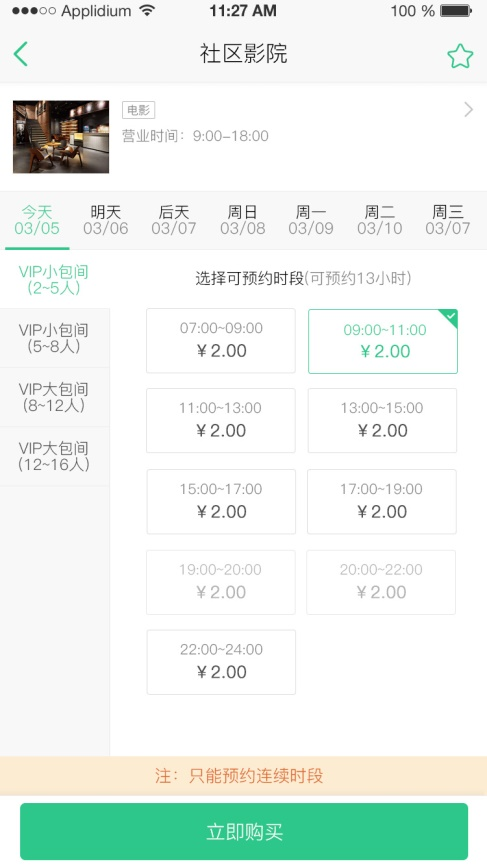 Applidium 11:27 AM 100 %
社区影院
电影
营业时间：9:00-18:00
今天 明天 后天 周日 周一 周二 周三
03/05 03/06 03/07 03/08 03/09 03/10 03/07
VIP小包间
(2~5人)
选择可预约时段(可预约13小时)
VIP小包间
(5~8人)
VIP大包间
(8~12人)
VIP大包间
(12~16人)
07:00~09:00
￥2.00
09:00~11:00
￥2.00
11:00~13:00
￥2.00
13:00~15:00
￥2.00
15:00~17:00
￥2.00
17:00~19:00
￥2.00
19:00~20:00
￥2.00
20:00~22:00
￥2.00
22:00~24:00
￥2.00
注：只能预约连续时段
立即购买